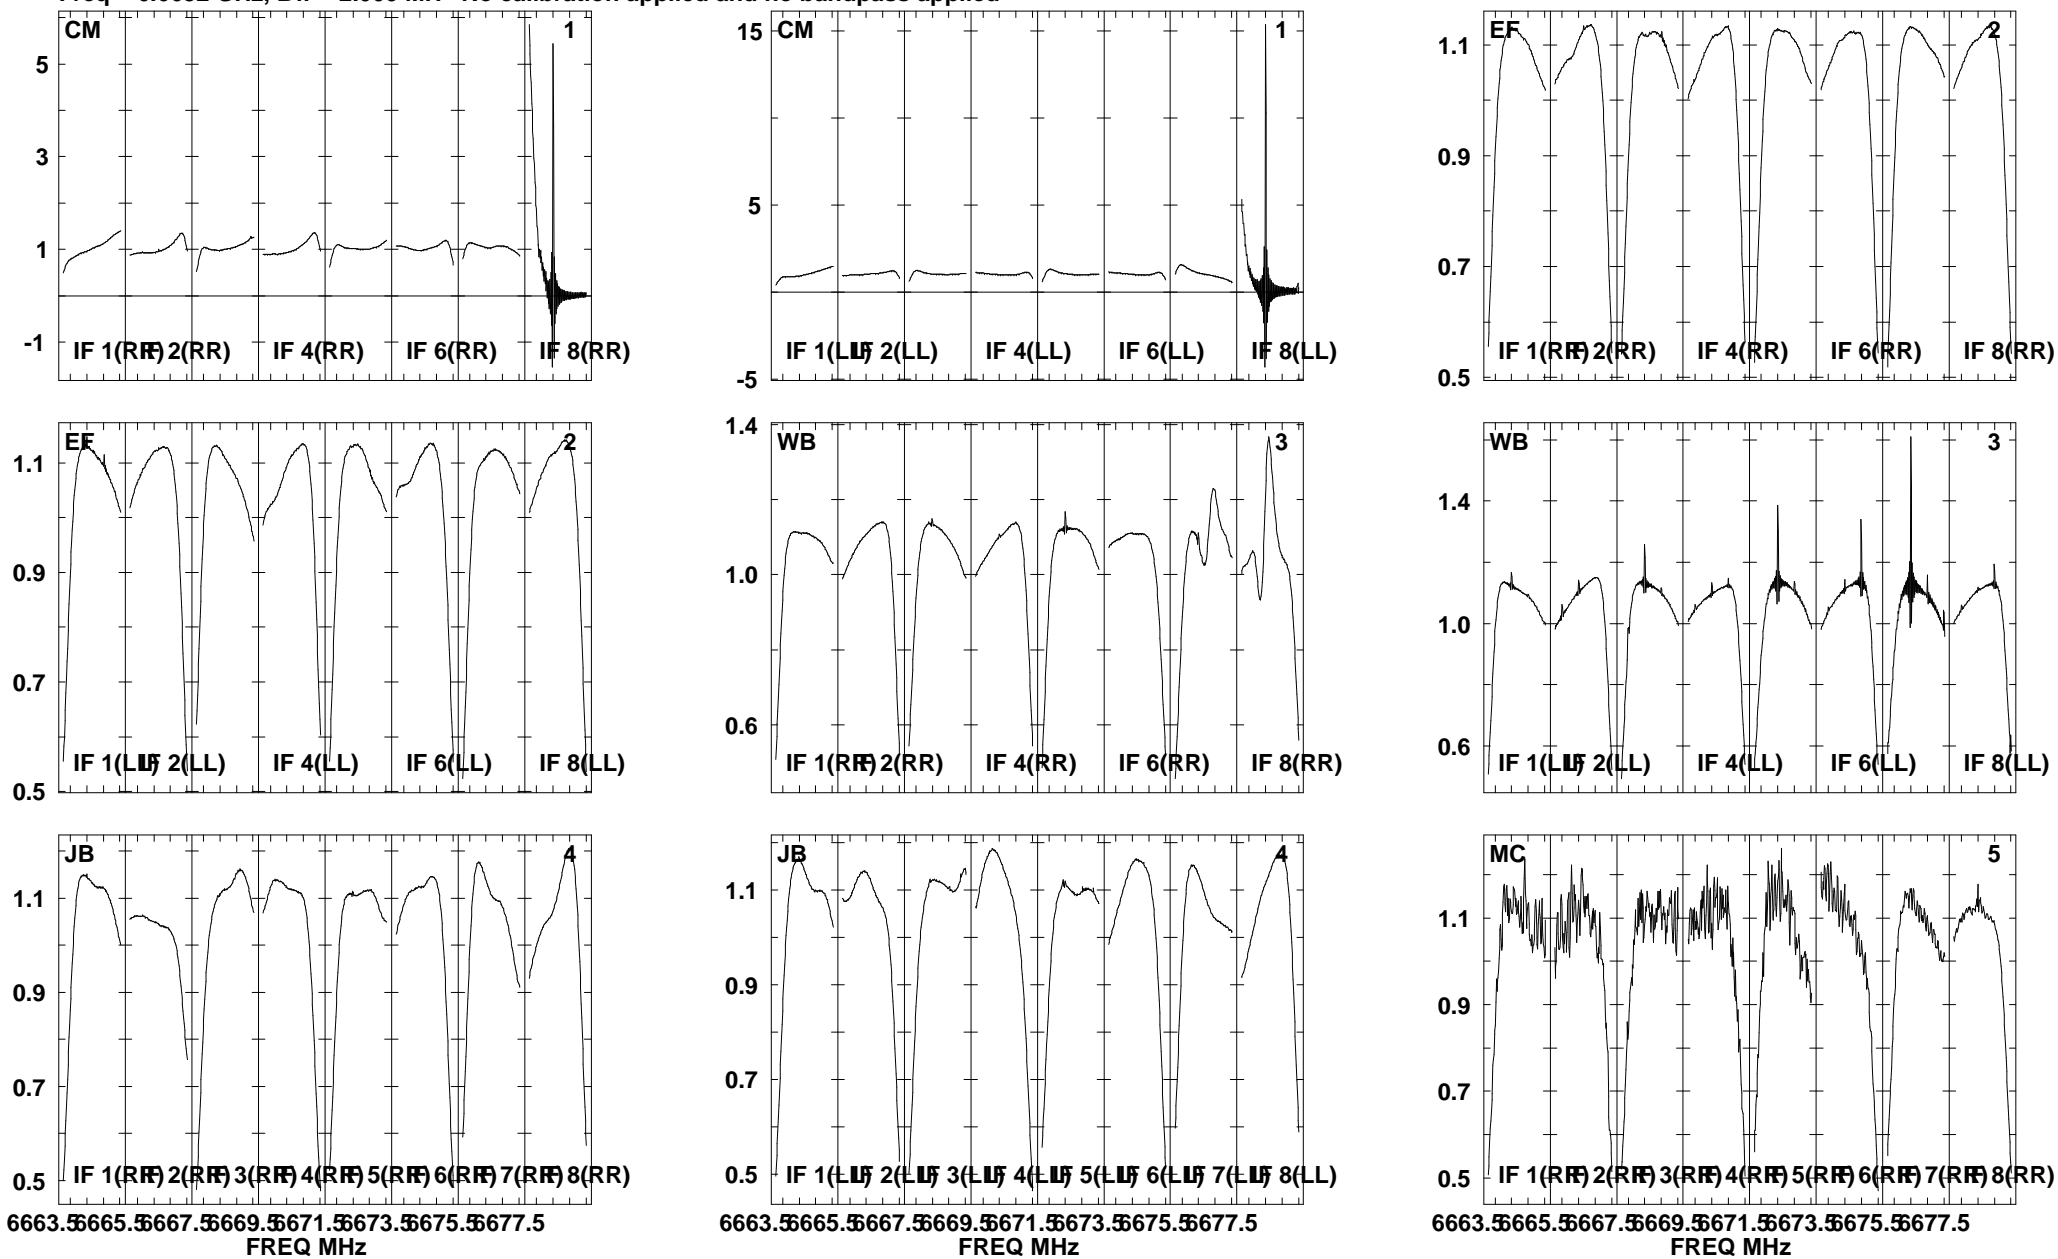 CM 1
5
3
1
-1
IF 1(RR) IF 2(RR) IF 4(RR) IF 6(RR) IF 8(RR)
CM 1
15
5
-5
IF 1(LL) IF 2(LL) IF 4(LL) IF 6(LL) IF 8(LL)
EF 2
1.1
0.9
0.7
0.5
IF 1(RR) IF 2(RR) IF 4(RR) IF 6(RR) IF 8(RR)
EF 2
1.1
0.9
0.7
0.5
IF 1(LL) IF 2(LL) IF 4(LL) IF 6(LL) IF 8(LL)
WB 3
1.4
1.0
0.6
IF 1(RR) IF 2(RR) IF 4(RR) IF 6(RR) IF 8(RR)
WB 3
1.4
1.0
0.6
IF 1(LL) IF 2(LL) IF 4(LL) IF 6(LL) IF 8(LL)
JB 4
1.1
0.9
0.7
0.5
IF 1(RR) IF 2(RR) IF 3(RR) IF 4(RR) IF 5(RR) IF 6(RR) IF 7(RR) IF 8(RR)
6663.5 6665.5 6667.5 6669.5 6671.5 6673.5 6675.5 6677.5
FREQ MHz
JB 4
1.1
0.9
0.7
0.5
IF 1(LL) IF 2(LL) IF 3(LL) IF 4(LL) IF 5(LL) IF 6(LL) IF 7(LL) IF 8(LL)
6663.5 6665.5 6667.5 6669.5 6671.5 6673.5 6675.5 6677.5
FREQ MHz
MC 5
1.1
0.9
0.7
0.5
IF 1(RR) IF 2(RR) IF 3(RR) IF 4(RR) IF 5(RR) IF 6(RR) IF 7(RR) IF 8(RR)
6663.5 6665.5 6667.5 6669.5 6671.5 6673.5 6675.5 6677.5
FREQ MHz